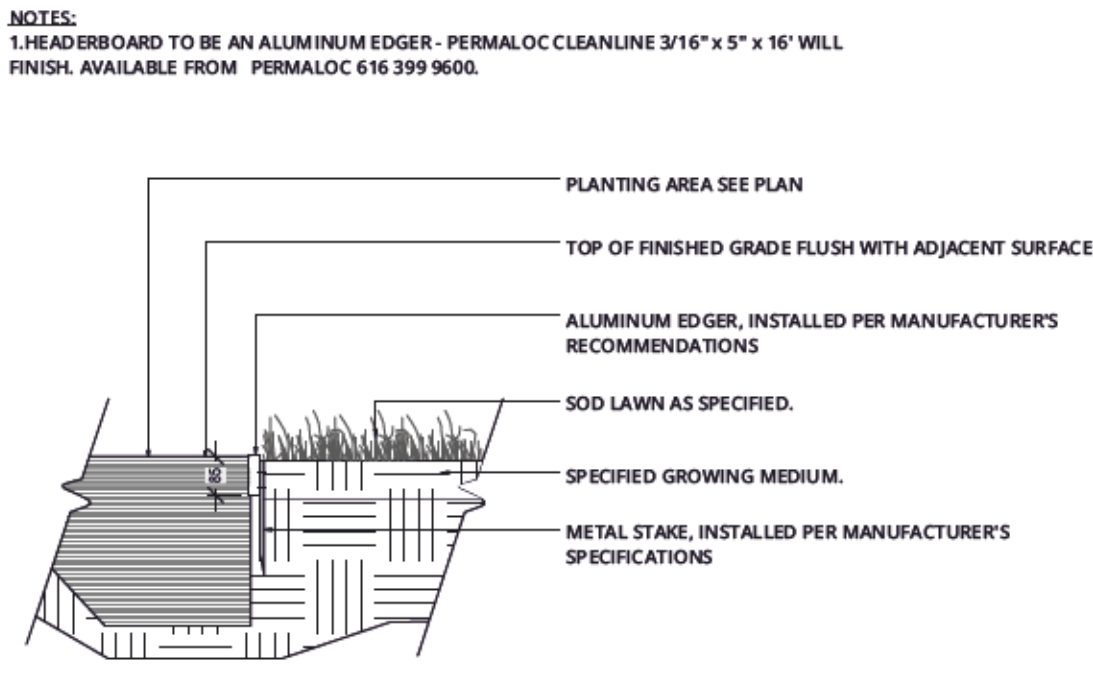 NOTES:
1.HEADERBOARD TO BE AN ALUMINUM EDGER - PERMALOC CLEANLINE 3/16" x 5" x 16' WILL
FINISH. AVAILABLE FROM PERMALOC 616 399 9600.
PLANTING AREA SEE PLAN
TOP OF FINISHED GRADE FLUSH WITH ADJACENT SURFACE
ALUMINUM EDGER, INSTALLED PER MANUFACTURER'S
RECOMMENDATIONS
SOD LAWN AS SPECIFIED.
85
SPECIFIED GROWING MEDIUM.
METAL STAKE, INSTALLED PER MANUFACTURER'S
SPECIFICATIONS